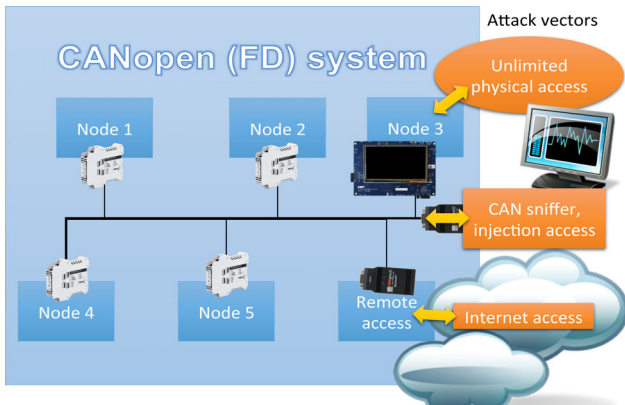 Attack vectors
CANopen (FD) system
Unlimited
physical access
Node 1
Node 2
Node 3
CAN sniffer,
injection access
Node 4
Node 5
Remote
access
Internet access